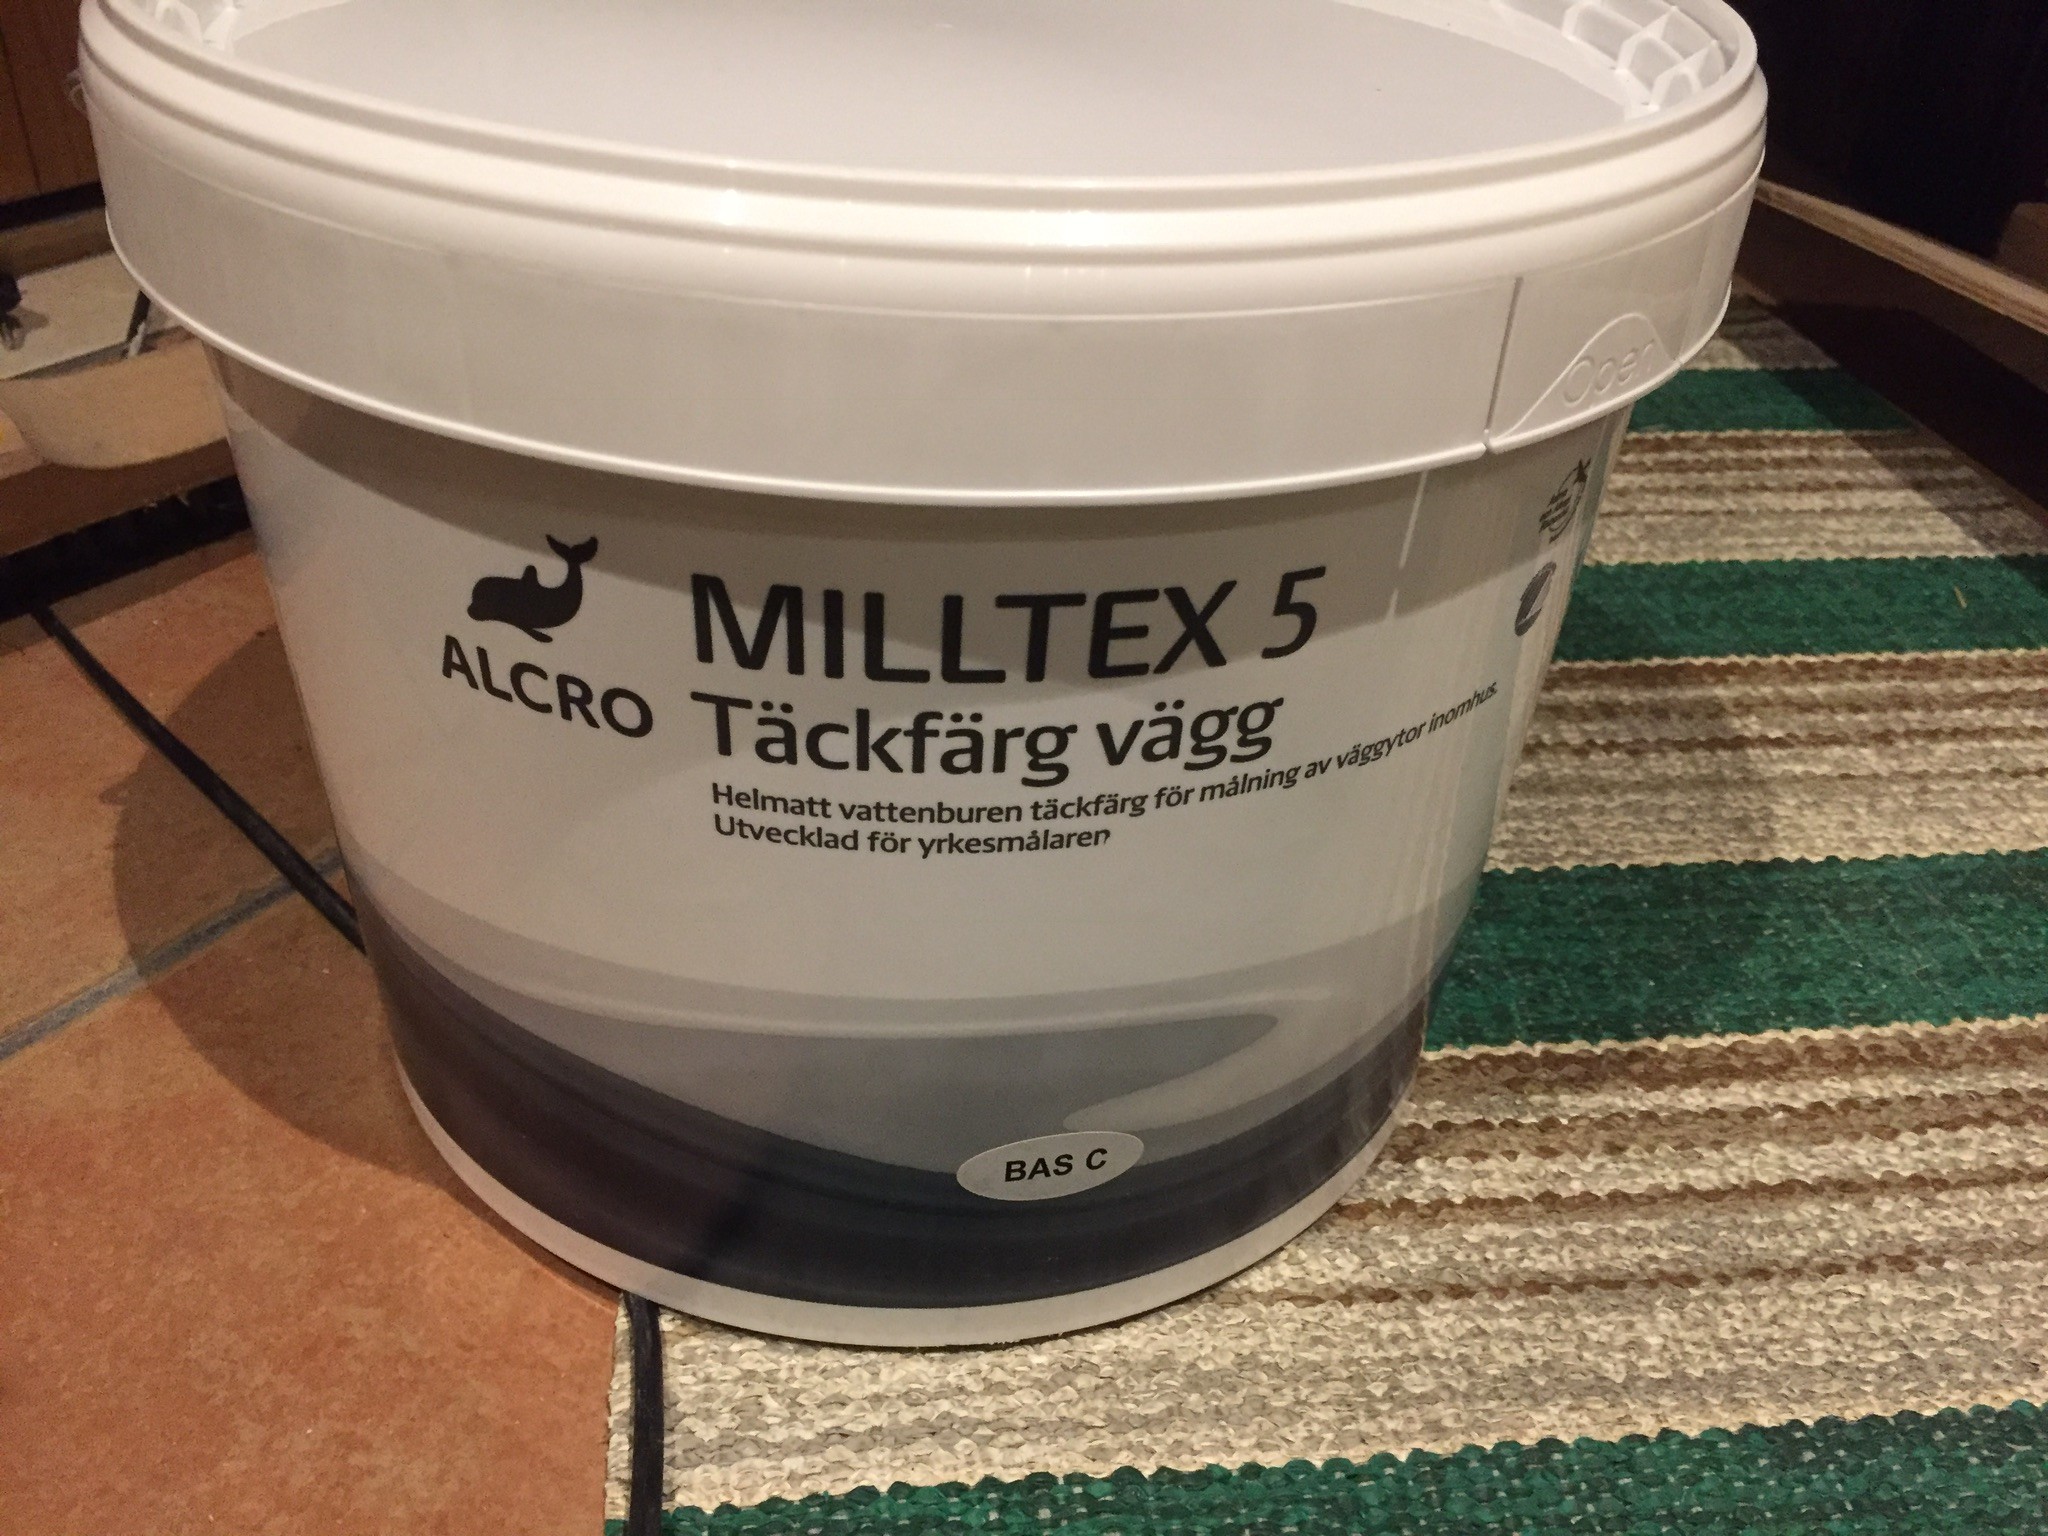 Open
ALCRO
MILLTEX 5
Täckfärg vägg
Helmatt vattenburen täckfärg för målning av väggytor inomhus.
Utvecklad för yrkesmålaren
BAS C